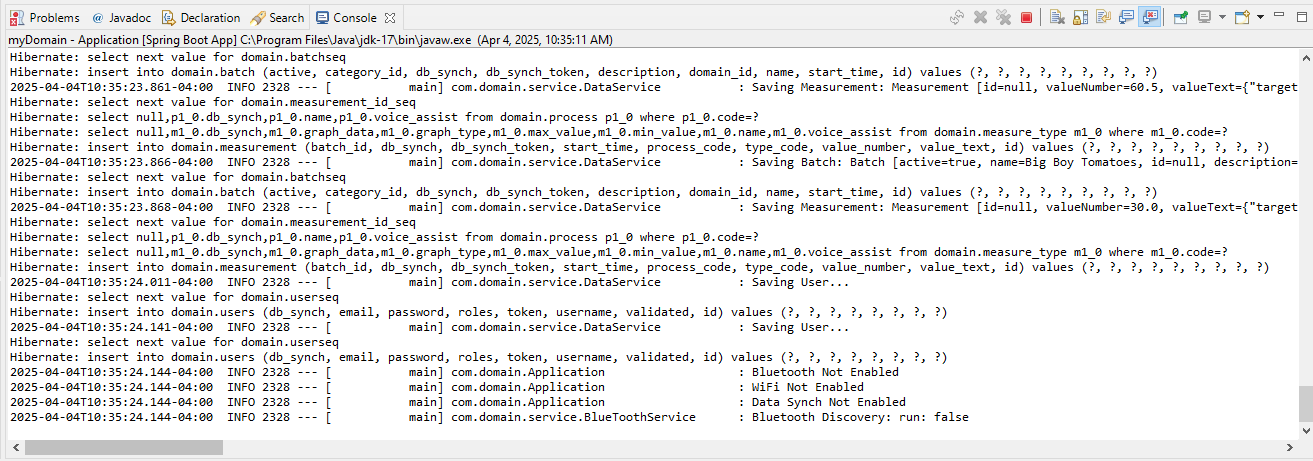 Problems @ Javadoc Declaration Search Console
myDomain - Application [Spring Boot App] C:\Program Files\Java\jdk-17\bin\javaw.exe (Apr 4, 2025, 10:35:11 AM)
Hibernate: select next value for domain.batchseq
Hibernate: insert into domain.batch (active, category_id, db_synch, db_synch_token, description, domain_id, name, start_time, id) values (?, ?, ?, ?, ?, ?, ?, ?, ?)
2025-04-04T10:35:23.861-04:00  INFO 2328 --- [           main] com.domain.service.DataService           : Saving Measurement: Measurement [id=null, valueNumber=60.5, valueText={"target
Hibernate: select next value for domain.measurement_id_seq
Hibernate: select null,p1_0.db_synch,p1_0.name,p1_0.voice_assist from domain.process p1_0 where p1_0.code=?
Hibernate: select null,m1_0.db_synch,m1_0.graph_data,m1_0.graph_type,m1_0.max_value,m1_0.min_value,m1_0.name,m1_0.voice_assist from domain.measure_type m1_0 where m1_0.code=?
Hibernate: insert into domain.measurement (batch_id, db_synch, db_synch_token, start_time, process_code, type_code, value_number, value_text, id) values (?, ?, ?, ?, ?, ?, ?, ?, ?)
2025-04-04T10:35:23.866-04:00  INFO 2328 --- [           main] com.domain.service.DataService           : Saving Batch: Batch [active=true, name=Big Boy Tomatoes, id=null, description=
Hibernate: select next value for domain.batchseq
Hibernate: insert into domain.batch (active, category_id, db_synch, db_synch_token, description, domain_id, name, start_time, id) values (?, ?, ?, ?, ?, ?, ?, ?, ?)
2025-04-04T10:35:23.868-04:00  INFO 2328 --- [           main] com.domain.service.DataService           : Saving Measurement: Measurement [id=null, valueNumber=30.0, valueText={"target
Hibernate: select next value for domain.measurement_id_seq
Hibernate: select null,p1_0.db_synch,p1_0.name,p1_0.voice_assist from domain.process p1_0 where p1_0.code=?
Hibernate: select null,m1_0.db_synch,m1_0.graph_data,m1_0.graph_type,m1_0.max_value,m1_0.min_value,m1_0.name,m1_0.voice_assist from domain.measure_type m1_0 where m1_0.code=?
Hibernate: insert into domain.measurement (batch_id, db_synch, db_synch_token, start_time, process_code, type_code, value_number, value_text, id) values (?, ?, ?, ?, ?, ?, ?, ?, ?)
2025-04-04T10:35:24.011-04:00  INFO 2328 --- [           main] com.domain.service.DataService           : Saving User...
Hibernate: select next value for domain.userseq
Hibernate: insert into domain.users (db_synch, email, password, roles, token, username, validated, id) values (?, ?, ?, ?, ?, ?, ?, ?)
2025-04-04T10:35:24.141-04:00  INFO 2328 --- [           main] com.domain.service.DataService           : Saving User...
Hibernate: select next value for domain.userseq
Hibernate: insert into domain.users (db_synch, email, password, roles, token, username, validated, id) values (?, ?, ?, ?, ?, ?, ?, ?)
2025-04-04T10:35:24.144-04:00  INFO 2328 --- [           main] com.domain.Application                   : Bluetooth Not Enabled
2025-04-04T10:35:24.144-04:00  INFO 2328 --- [           main] com.domain.Application                   : WiFi Not Enabled
2025-04-04T10:35:24.144-04:00  INFO 2328 --- [           main] com.domain.Application                   : Data Synch Not Enabled
2025-04-04T10:35:24.144-04:00  INFO 2328 --- [           main] com.domain.service.BlueToothService      : Bluetooth Discovery: run: false